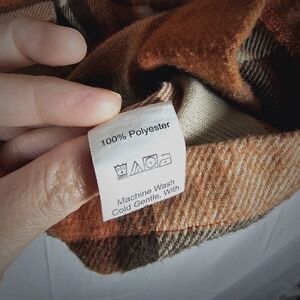 100% Polyester
Machine Wash
Cold Gentle, With